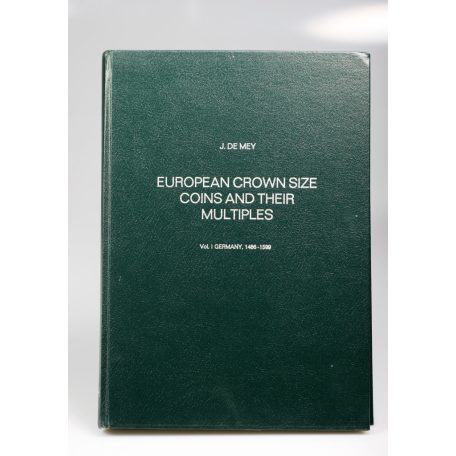 J. DE MEY
EUROPEAN CROWN SIZE
COINS AND THEIR
MULTIPLES
Vol. I GERMANY, 1486-1599